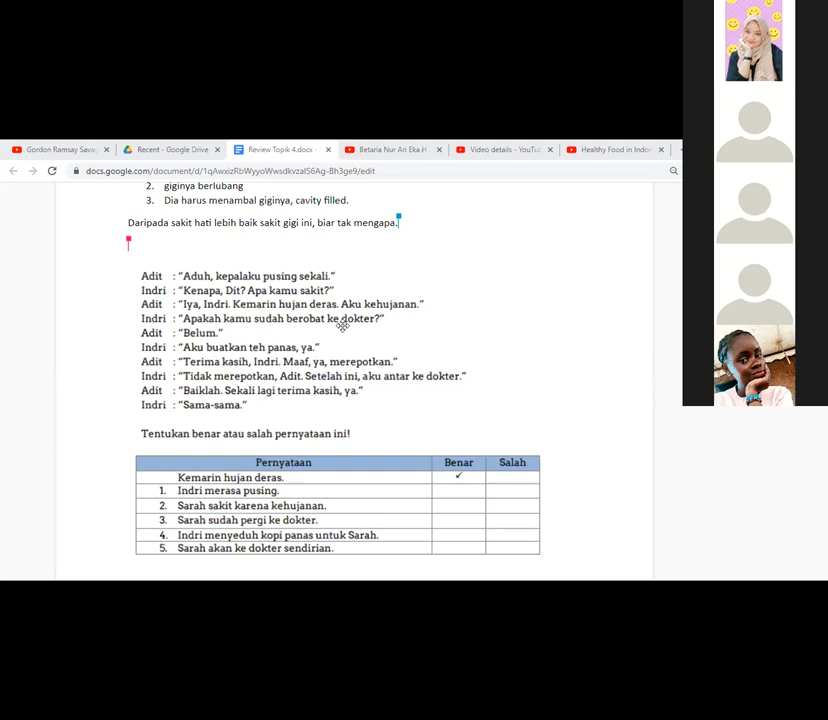 Gordon Ramsay Sava
Recent - Google Drive
Review Topik 4.docx -
Betaria Nur Ari Eka H
Video details - YouTu
Healthy Food in Indo
docs.google.com/document/d/1qAwxizRbWyyoWwsdkvzalS6Ag-Bh3ge9/edit
2. giginya berlubang
3. Dia harus menambal giginya, cavity filled.
Daripada sakit hati lebih baik sakit gigi ini, biar tak mengapa.
Adit : “Aduh, kepalaku pusing sekali.”
Indri : “Kenapa, Dit? Apa kamu sakit?”
Adit : “Iya, Indri. Kemarin hujan deras. Aku kehujanan.”
Indri : “Apakah kamu sudah berobat ke dokter?”
Adit : “Belum.”
Indri : “Aku buatkan teh panas, ya.”
Adit : “Terima kasih, Indri. Maaf, ya, merepotkan.”
Indri : “Tidak merepotkan, Adit. Setelah ini, aku antar ke dokter.”
Adit : “Baiklah. Sekali lagi terima kasih, ya.”
Indri : “Sama-sama.”
Tentukan benar atau salah pernyataan ini!
Pernyataan Benar Salah
Kemarin hujan deras. ✓
1. Indri merasa pusing.
2. Sarah sakit karena kehujanan.
3. Sarah sudah pergi ke dokter.
4. Indri menyeduh kopi panas untuk Sarah.
5. Sarah akan ke dokter sendirian.